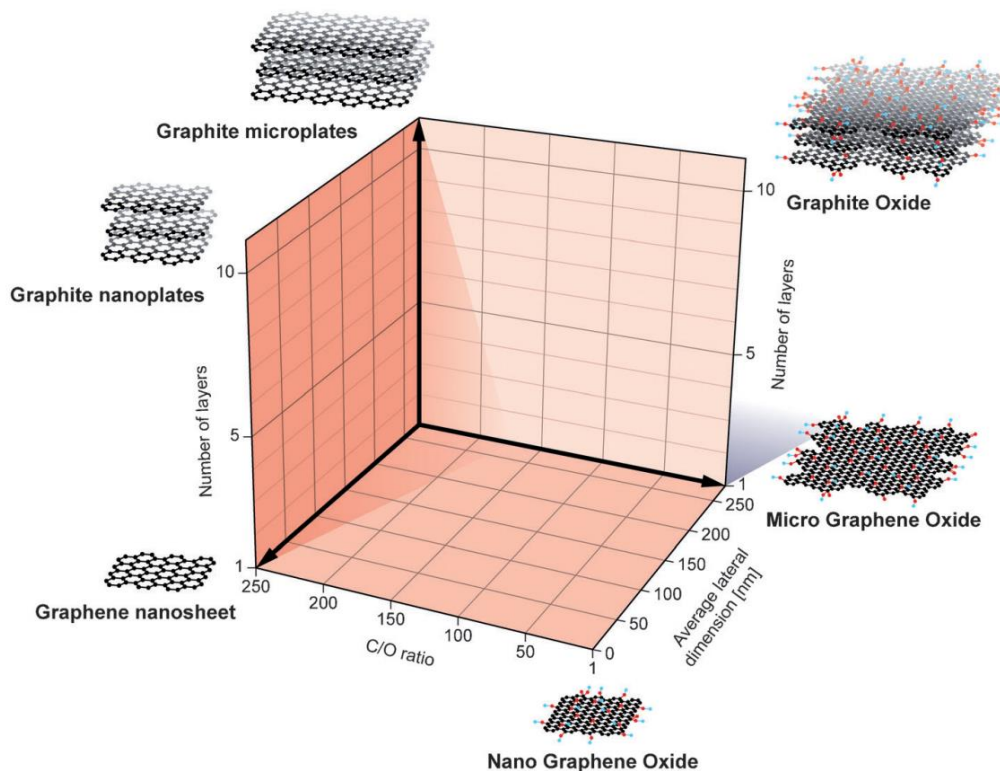 Graphite microplates
Graphite Oxide
Graphite nanoplates
10
5
1
Number of layers
10
5
1
Number of layers
Micro Graphene Oxide
Graphene nanosheet
250
200
150
100
50
1
C/O ratio
250
200
150
100
50
0
Average lateral
dimension [nm]
Nano Graphene Oxide